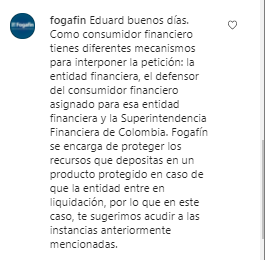 Fogafín
fogafin Eduard buenos días.
Como consumidor financiero
tienes diferentes mecanismos
para interponer la petición: la
entidad financiera, el defensor
del consumidor financiero
asignado para esa entidad
financiera y la Superintendencia
Financiera de Colombia. Fogafín
se encarga de proteger los
recursos que depositas en un
producto protegido en caso de
que la entidad entre en
liquidación, por lo que en este
caso, te sugerimos acudir a las
instancias anteriormente
mencionadas.